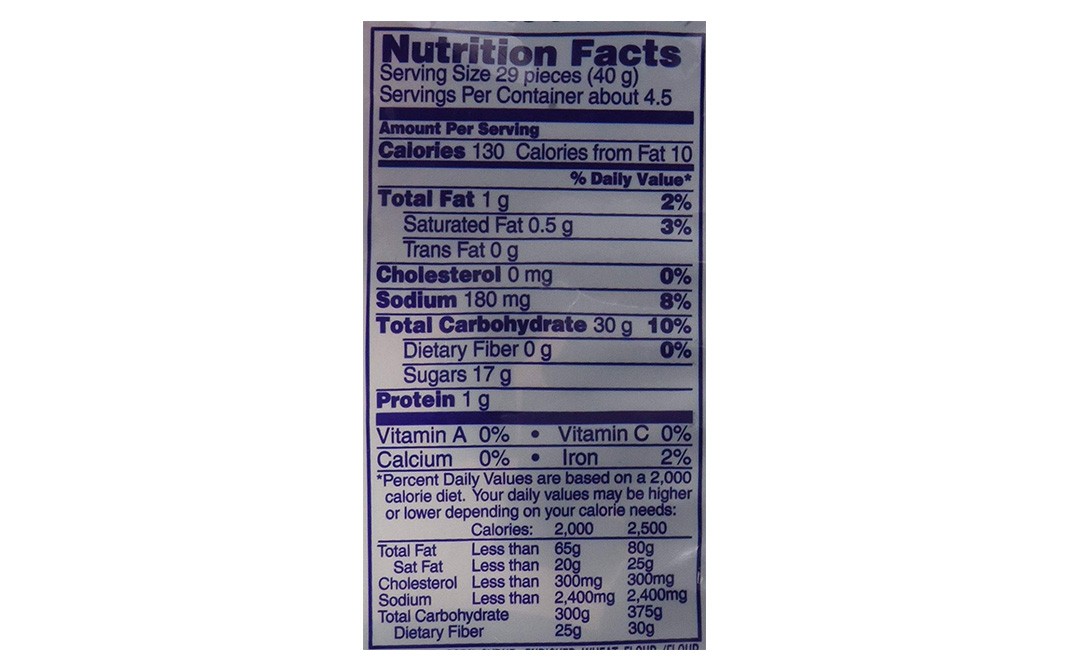 Nutrition Facts
Serving Size 29 pieces (40 g)
Servings Per Container about 4.5
Amount Per Serving
Calories 130 Calories from Fat 10
% Daily Value*
Total Fat 1 g 2%
Saturated Fat 0.5 g 3%
Trans Fat 0 g
Cholesterol 0 mg 0%
Sodium 180 mg 8%
Total Carbohydrate 30 g 10%
Dietary Fiber 0 g 0%
Sugars 17 g
Protein 1 g
Vitamin A 0% • Vitamin C 0%
Calcium 0% • Iron 2%
*Percent Daily Values are based on a 2,000
calorie diet. Your daily values may be higher
or lower depending on your calorie needs:
Calories: 2,000 2,500
Total Fat Less than 65g 80g
Sat Fat Less than 20g 25g
Cholesterol Less than 300mg 300mg
Sodium Less than 2,400mg 2,400mg
Total Carbohydrate 300g 375g
Dietary Fiber 25g 30g